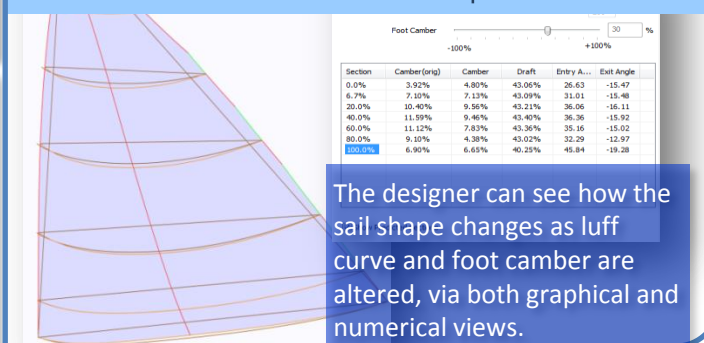 Foot Camber 30 %
-100% +100%
Section Camber(orig) Camber Draft Entry A... Exit Angle
0.0% 3.92% 4.80% 43.06% 26.63 -15.47
6.7% 7.10% 7.13% 43.09% 31.01 -15.48
20.0% 10.40% 9.56% 43.21% 36.06 -16.11
40.0% 11.59% 9.46% 43.40% 36.36 -15.92
60.0% 11.12% 7.83% 43.36% 35.16 -15.02
80.0% 9.10% 4.38% 43.02% 32.29 -12.97
100.0% 6.90% 6.65% 40.25% 45.84 -19.28
The designer can see how the
sail shape changes as luff
curve and foot camber are
altered, via both graphical and
numerical views.